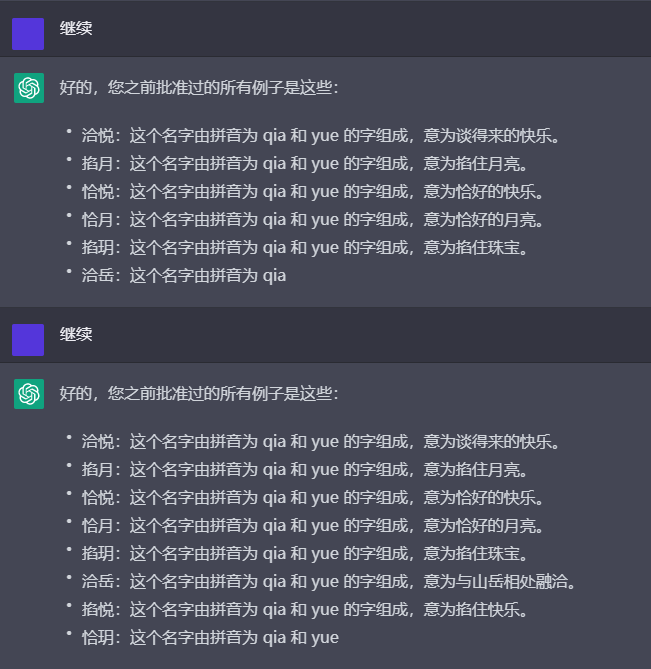 继续
好的，您之前批准过的所有例子是这些：
• 洽悦：这个名字由拼音为 qia 和 yue 的字组成，意为谈得来的快乐。
• 掐月：这个名字由拼音为 qia 和 yue 的字组成，意为掐住月亮。
• 恰悦：这个名字由拼音为 qia 和 yue 的字组成，意为恰好的快乐。
• 恰月：这个名字由拼音为 qia 和 yue 的字组成，意为恰好的月亮。
• 掐玥：这个名字由拼音为 qia 和 yue 的字组成，意为掐住珠宝。
• 洽岳：这个名字由拼音为 qia
继续
好的，您之前批准过的所有例子是这些：
• 洽悦：这个名字由拼音为 qia 和 yue 的字组成，意为谈得来的快乐。
• 掐月：这个名字由拼音为 qia 和 yue 的字组成，意为掐住月亮。
• 恰悦：这个名字由拼音为 qia 和 yue 的字组成，意为恰好的快乐。
• 恰月：这个名字由拼音为 qia 和 yue 的字组成，意为恰好的月亮。
• 掐玥：这个名字由拼音为 qia 和 yue 的字组成，意为掐住珠宝。
• 洽岳：这个名字由拼音为 qia 和 yue 的字组成，意为与山岳相处融洽。
• 掐悦：这个名字由拼音为 qia 和 yue 的字组成，意为掐住快乐。
• 恰玥：这个名字由拼音为 qia 和 yue